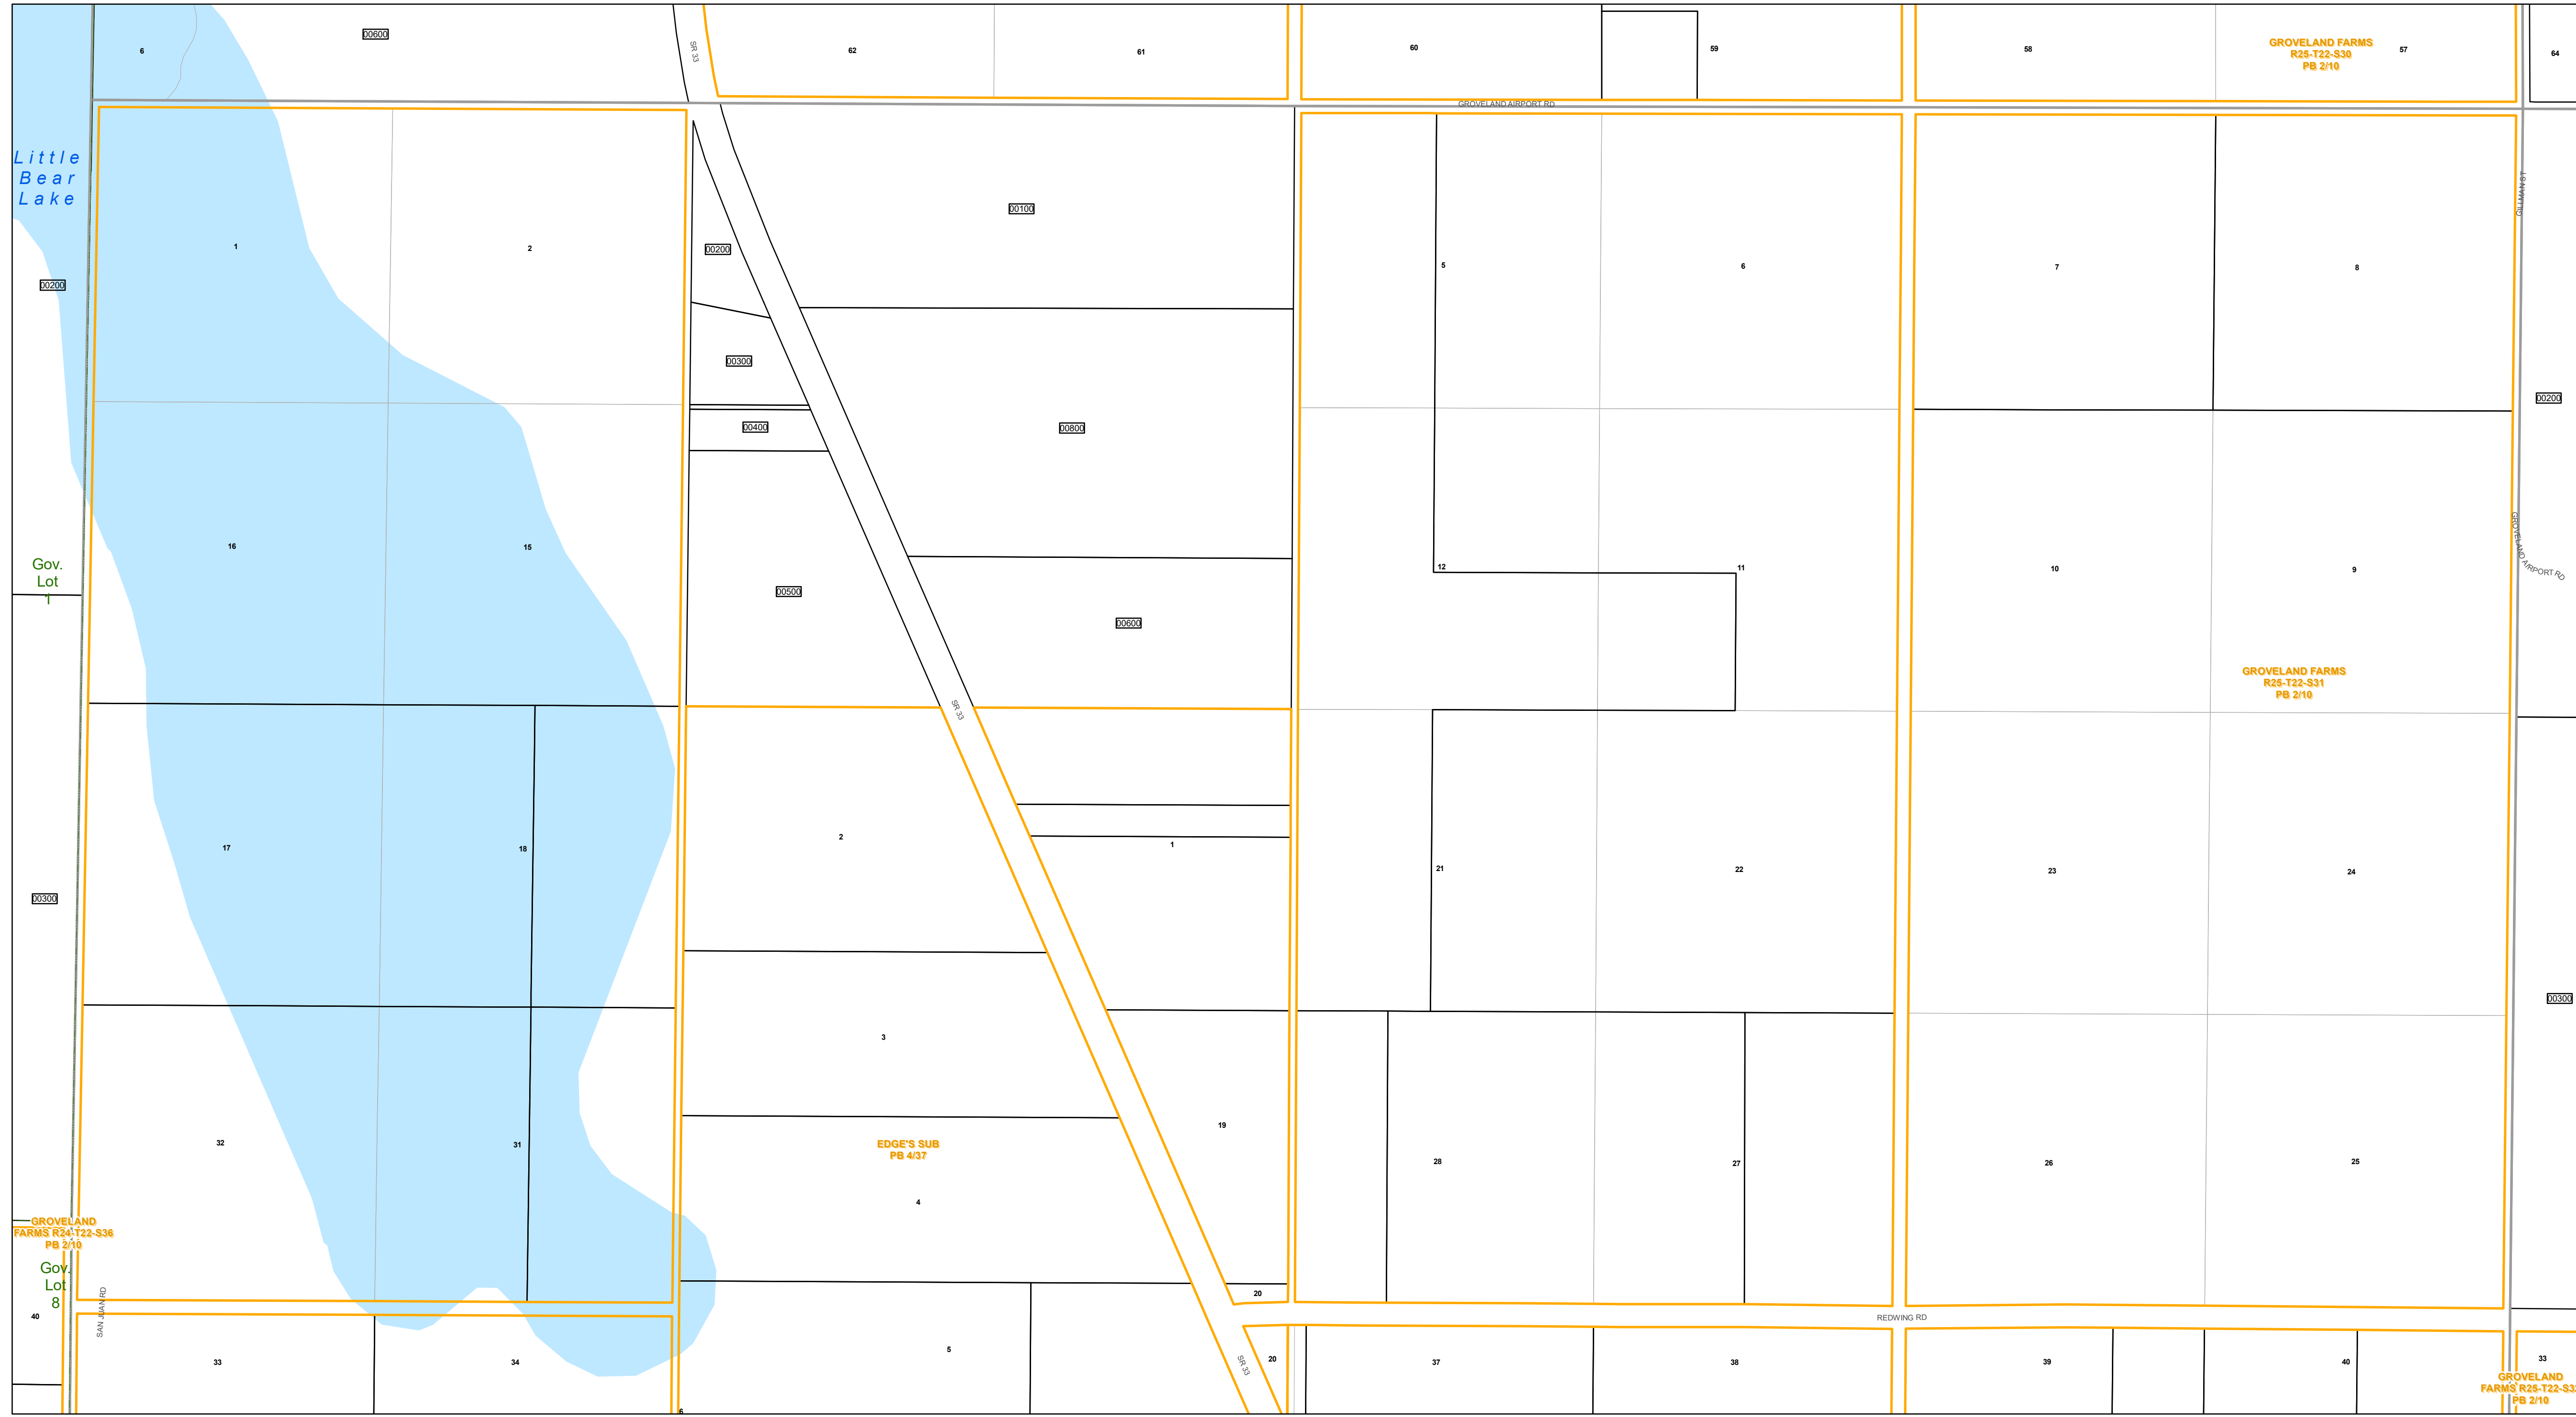 00600
6
62
61
60
59
58
GROVELAND FARMS
R25-T22-S30
PB 2/10
57
64
SR 33
GROVELAND AIRPORT RD
Little
Bear
Lake
00100
00200
1
2
5
6
7
8
GILLMAN ST
00200
00300
00200
00400
00800
Gov.
Lot
1
16
15
00500
00600
12
11
10
9
GROVELAND AIRPORT RD
GROVELAND FARMS
R25-T22-S31
PB 2/10
SR 33
2
1
17
18
21
22
23
24
00300
00300
3
19
32
31
EDGE'S SUB
PB 4/37
28
27
26
25
4
GROVELAND
FARMS R24-T22-S36
PB 2/10
Gov.
Lot
8
40
SAN JUAN RD
20
REDWING RD
33
34
5
SR 33
20
37
38
39
40
33
GROVELAND
FARMS R25-T22-S32
PB 2/10
6